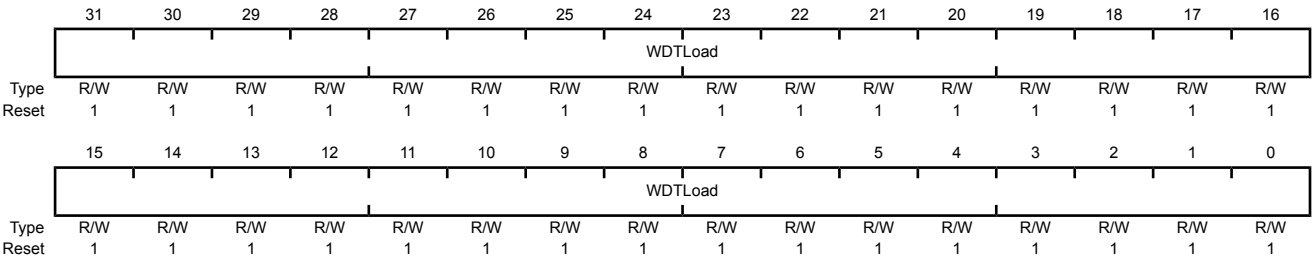 31 30 29 28 27 26 25 24 23 22 21 20 19 18 17 16
WDTLoad
Type R/W R/W R/W R/W R/W R/W R/W R/W R/W R/W R/W R/W R/W R/W R/W R/W
Reset 1 1 1 1 1 1 1 1 1 1 1 1 1 1 1 1
15 14 13 12 11 10 9 8 7 6 5 4 3 2 1 0
WDTLoad
Type R/W R/W R/W R/W R/W R/W R/W R/W R/W R/W R/W R/W R/W R/W R/W R/W
Reset 1 1 1 1 1 1 1 1 1 1 1 1 1 1 1 1